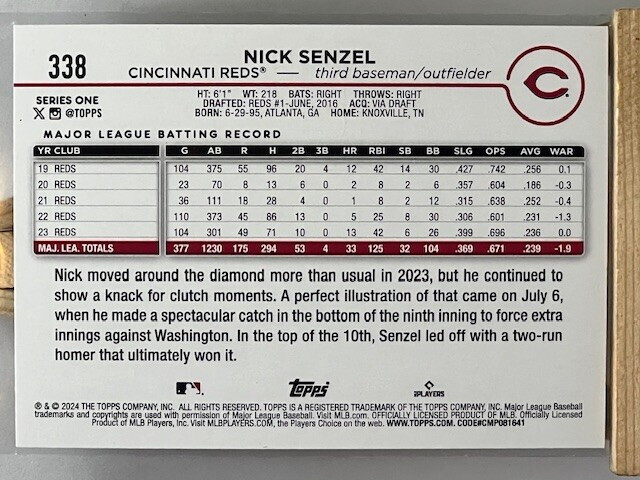 338
NICK SENZEL
CINCINNATI REDS® — third baseman/outfielder
C
SERIES ONE
@TOPPS
HT: 6'1" WT: 218 BATS: RIGHT THROWS: RIGHT
DRAFTED: REDS #1-JUNE, 2016 ACQ: VIA DRAFT
BORN: 6-29-95, ATLANTA, GA HOME: KNOXVILLE, TN
MAJOR LEAGUE BATTING RECORD
YR CLUB G AB R H 2B 3B HR RBI SB BB SLG OPS AVG WAR
19 REDS 104 375 55 96 20 4 12 42 14 30 .427 .742 .256 0.1
20 REDS 23 70 8 13 6 0 2 8 2 6 .357 .604 .186 -0.3
21 REDS 36 111 18 28 4 0 1 8 2 12 .315 .638 .252 -0.4
22 REDS 110 373 45 86 13 0 5 25 8 30 .306 .601 .231 -1.3
23 REDS 104 301 49 71 10 0 13 42 6 26 .399 .696 .236 0.0
MAJ. LEA. TOTALS 377 1230 175 294 53 4 33 125 32 104 .369 .671 .239 -1.9
Nick moved around the diamond more than usual in 2023, but he continued to
show a knack for clutch moments. A perfect illustration of that came on July 6,
when he made a spectacular catch in the bottom of the ninth inning to force extra
innings against Washington. In the top of the 10th, Senzel led off with a two-run
homer that ultimately won it.
Topps
PLAYERS
® & © 2024 THE TOPPS COMPANY, INC. ALL RIGHTS RESERVED. TOPPS IS A REGISTERED TRADEMARK OF THE TOPPS COMPANY, INC. Major League Baseball
trademarks and copyrights are used with permission of Major League Baseball. Visit MLB.com. OFFICIALLY LICENSED PRODUCT OF MLB. Officially Licensed
Product of MLB Players, Inc. Visit MLBPLAYERS.COM, the Players Choice on the web. WWW.TOPPS.COM. CODE#CMP081641